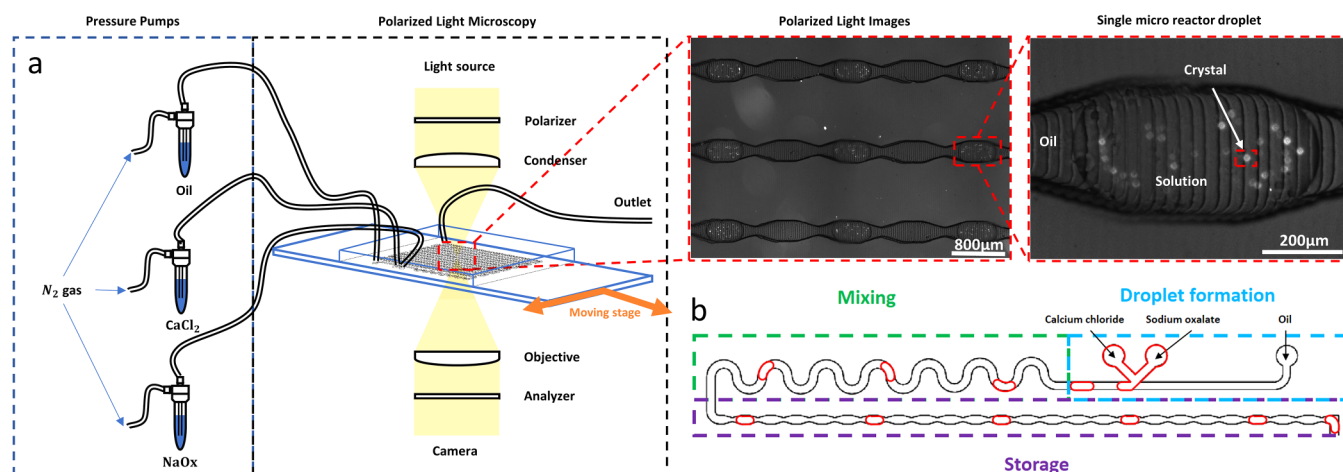 Pressure Pumps
Polarized Light Microscopy
Polarized Light Images
Single micro reactor droplet
a
Light source
Polarizer
Condenser
Oil
Outlet
N₂ gas
CaCl₂
Moving stage
Objective
Analyzer
NaOx
Camera
800μm
Crystal
Oil
Solution
200μm
b
Mixing
Droplet formation
Calcium chloride
Sodium oxalate
Oil
Storage